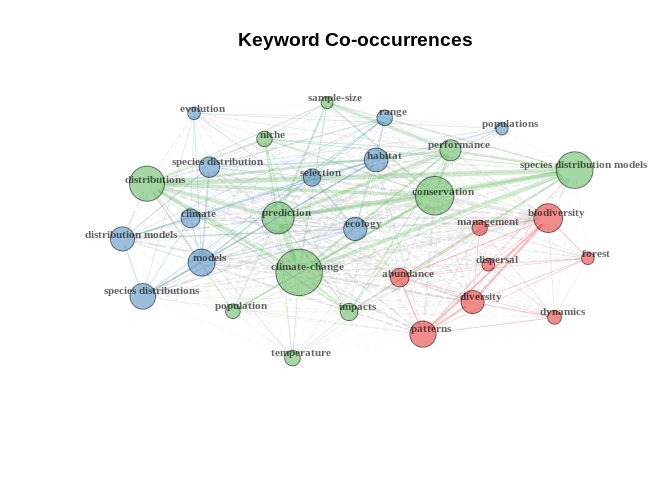 Keyword Co-occurrences
sample-size
evolution
range
populations
niche
performance
habitat
species distribution
species distribution models
selection
distributions
conservation
climate
prediction
biodiversity
management
ecology
distribution models
forest
models
dispersal
climate-change
abundance
species distributions
diversity
population
impacts
dynamics
patterns
temperature